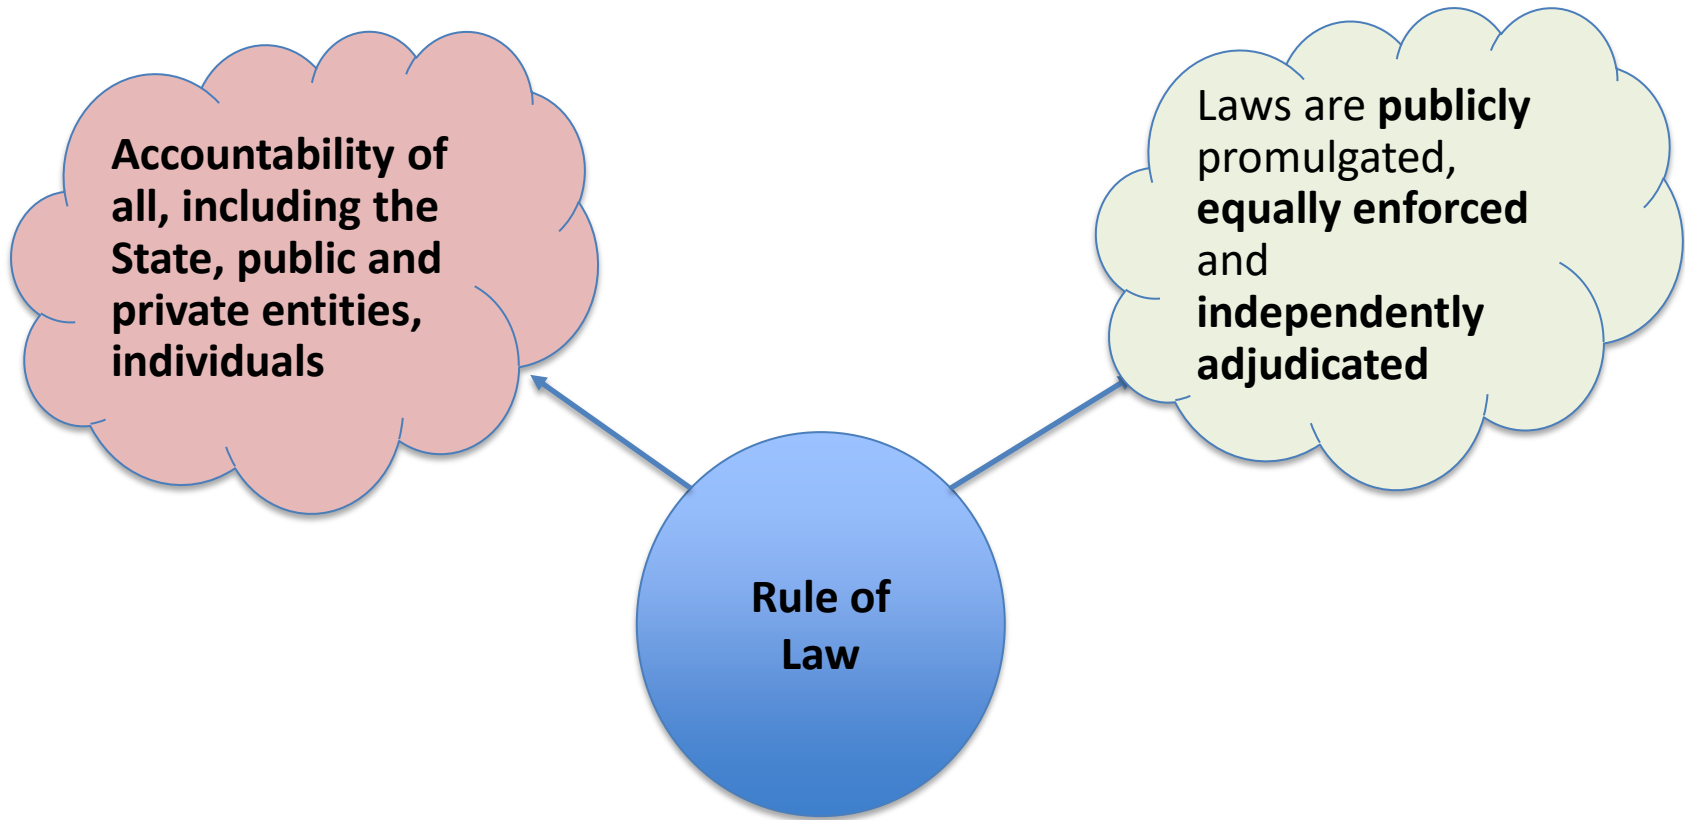 Accountability of
all, including the
State, public and
private entities,
individuals
Laws are publicly
promulgated,
equally enforced
and
independently
adjudicated
Rule of
Law